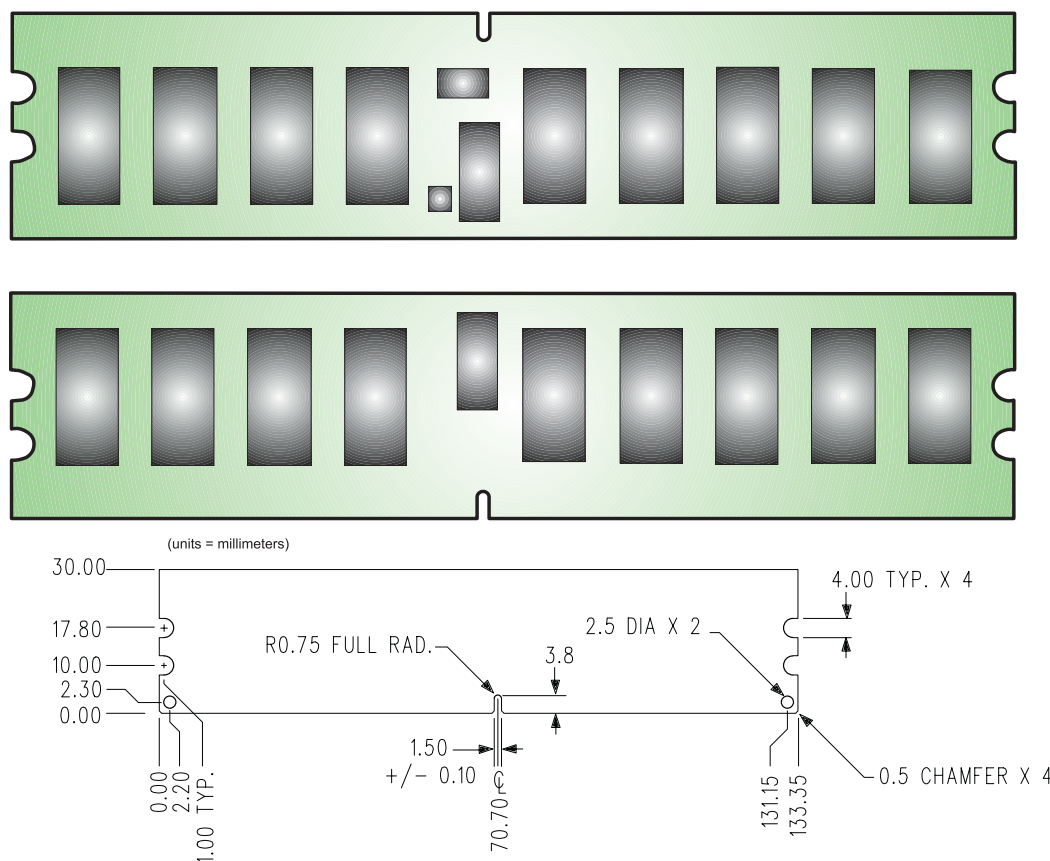 (units = millimeters)
30.00
17.80
10.00
2.30
0.00
R0.75 FULL RAD.
2.5 DIA X 2
4.00 TYP. X 4
3.8
1.50
+/- 0.10
℄
0.5 CHAMFER X 4
0.00
2.20
1.00 TYP.
70.70
131.15
133.35